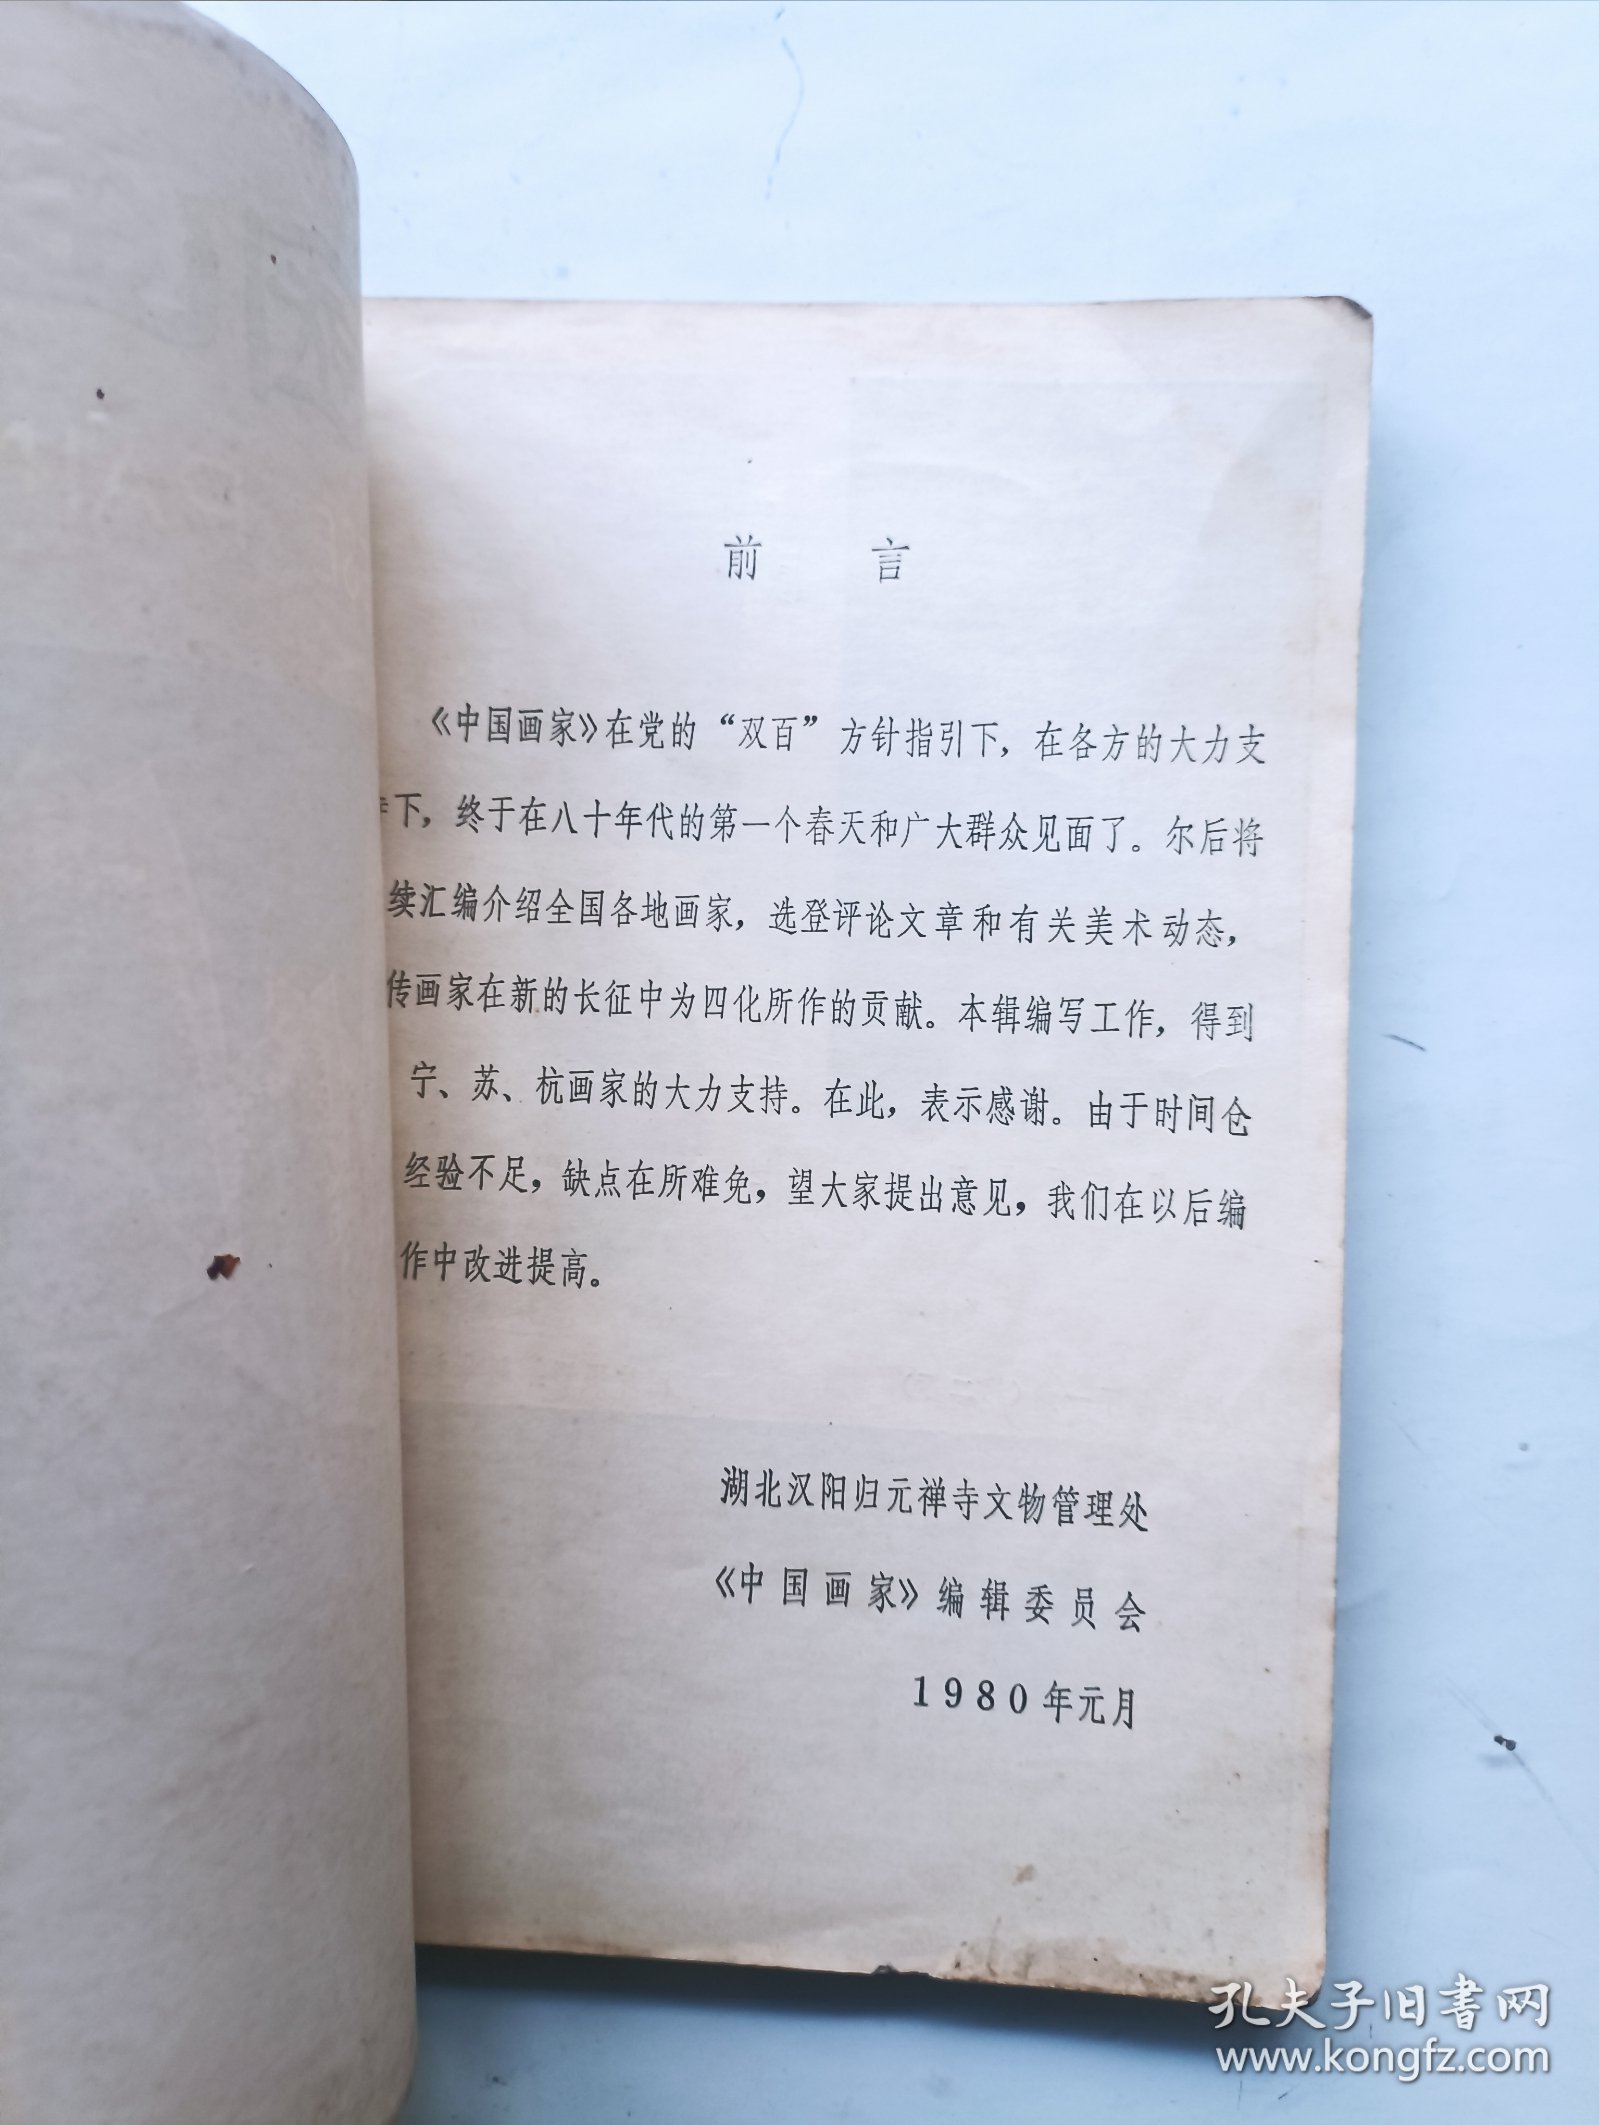 前 言
《中国画家》在党的“双百”方针指引下，在各方的大力支
下，终于在八十年代的第一个春天和广大群众见面了。尔后将
续汇编介绍全国各地画家，选登评论文章和有关美术动态，
传画家在新的长征中为四化所作的贡献。本辑编写工作，得到
宁、苏、杭画家的大力支持。在此，表示感谢。由于时间仓
经验不足，缺点在所难免，望大家提出意见，我们在以后编
作中改进提高。
湖北汉阳归元禅寺文物管理处
《中国画家》编辑委员会
1980年元月
孔夫子旧书网
www.kongfz.com